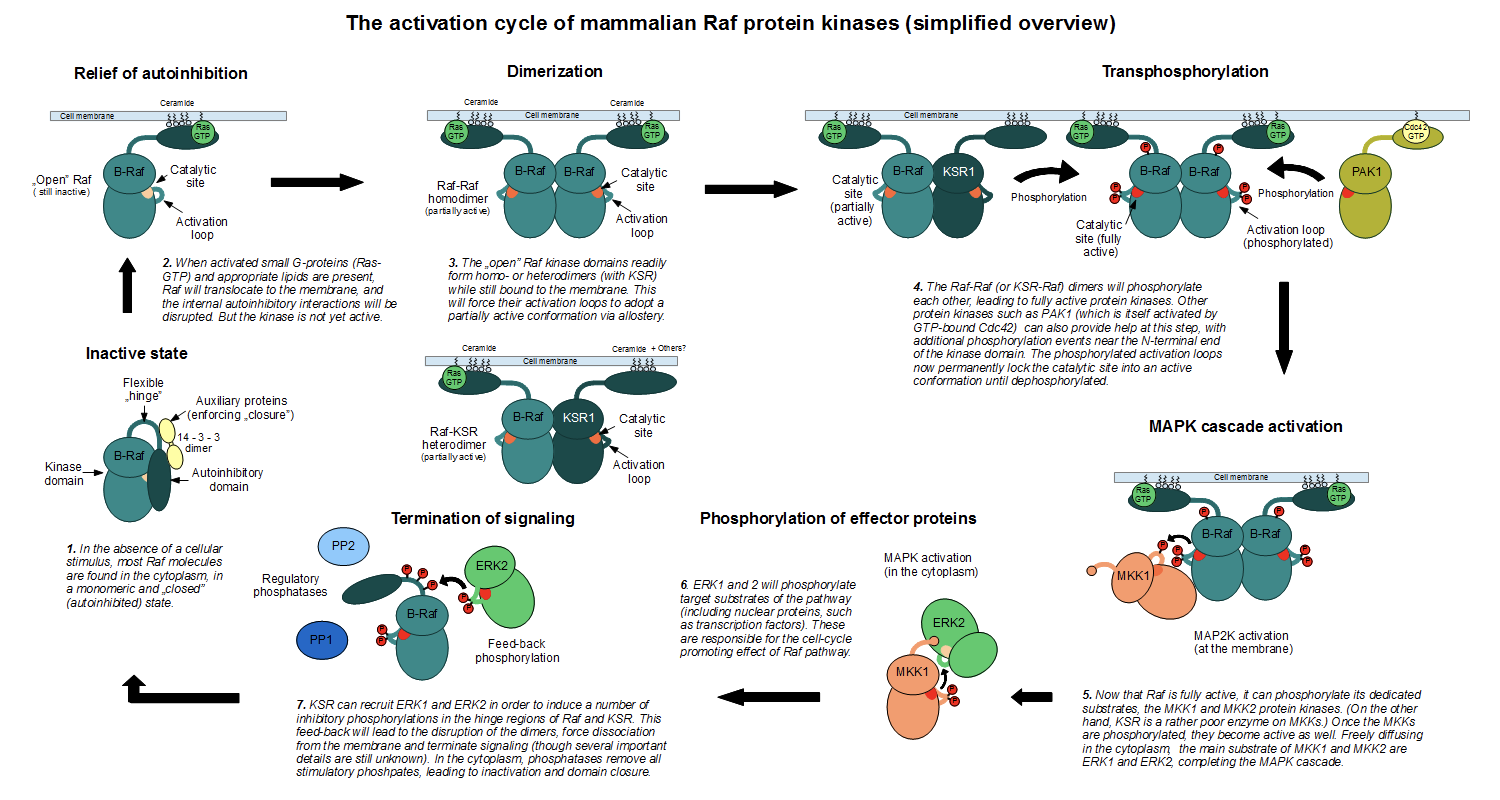 The activation cycle of mammalian Raf protein kinases (simplified overview)
Relief of autoinhibition
Ceramide
Cell membrane
Ras
GTP
B-Raf
„Open” Raf
( still inactive)
Catalytic
site
Activation
loop
2. When activated small G-proteins (Ras-
GTP) and appropriate lipids are present,
Raf will translocate to the membrane, and
the internal autoinhibitory interactions will be
disrupted. But the kinase is not yet active.
Dimerization
Ceramide
Ceramide
Cell membrane
Ras
GTP
Ras
GTP
B-Raf
B-Raf
Raf-Raf
homodimer
(partially active)
Catalytic
site
Activation
loop
3. The „open” Raf kinase domains readily
form homo- or heterodimers (with KSR)
while still bound to the membrane. This
will force their activation loops to adopt a
partially active conformation via allostery.
Ceramide
Ceramide + Others?
Cell membrane
Ras
GTP
B-Raf
KSR1
Raf-KSR
heterodimer
(partially active)
Catalytic
site
Activation
loop
Transphosphorylation
Cell membrane
Ras
GTP
Ras
GTP
Ras
GTP
Cdc42
GTP
B-Raf
KSR1
B-Raf
B-Raf
PAK1
P
P
P
P
P
P
Catalytic
site
(partially
active)
Phosphorylation
Phosphorylation
Catalytic
site (fully
active)
Activation loop
(phosphorylated)
4. The Raf-Raf (or KSR-Raf) dimers will phosphorylate
each other, leading to fully active protein kinases. Other
protein kinases such as PAK1 (which is itself activated by
GTP-bound Cdc42) can also provide help at this step, with
additional phosphorylation events near the N-terminal end
of the kinase domain. The phosphorylated activation loops
now permanently lock the catalytic site into an active
conformation until dephosphorylated.
Inactive state
Flexible
„hinge”
Auxiliary proteins
(enforcing „closure”)
14 - 3 - 3
dimer
B-Raf
Kinase
domain
Autoinhibitory
domain
1. In the absence of a cellular
stimulus, most Raf molecules
are found in the cytoplasm, in
a monomeric and „closed”
(autoinhibited) state.
MAPK cascade activation
Cell membrane
Ras
GTP
Ras
GTP
P
P
B-Raf
B-Raf
P
P
P
P
P
P
MKK1
MAP2K activation
(at the membrane)
5. Now that Raf is fully active, it can phosphorylate its dedicated
substrates, the MKK1 and MKK2 protein kinases. (On the other
hand, KSR is a rather poor enzyme on MKKs.) Once the MKKs
are phosphorylated, they become active as well. Freely diffusing
in the cytoplasm, the main substrate of MKK1 and MKK2 are
ERK1 and ERK2, completing the MAPK cascade.
Phosphorylation of effector proteins
MAPK activation
(in the cytoplasm)
ERK2
MKK1
P
P
6. ERK1 and 2 will phosphorylate
target substrates of the pathway
(including nuclear proteins, such
as transcription factors). These
are responsible for the cell-cycle
promoting effect of Raf pathway.
Termination of signaling
PP2
Regulatory
phosphatases
PP1
P
P
P
B-Raf
P
P
P
P
ERK2
Feed-back
phosphorylation
7. KSR can recruit ERK1 and ERK2 in order to induce a number of
inhibitory phosphorylations in the hinge regions of Raf and KSR. This
feed-back will lead to the disruption of the dimers, force dissociation
from the membrane and terminate signaling (though several important
details are still unknown). In the cytoplasm, phosphatases remove all
stimulatory phoshpates, leading to inactivation and domain closure.